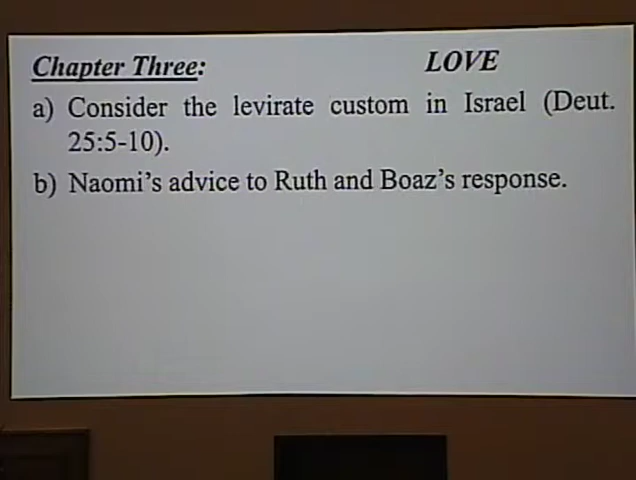 Chapter Three: LOVE
a) Consider the levirate custom in Israel (Deut.
25:5-10).
b) Naomi's advice to Ruth and Boaz's response.